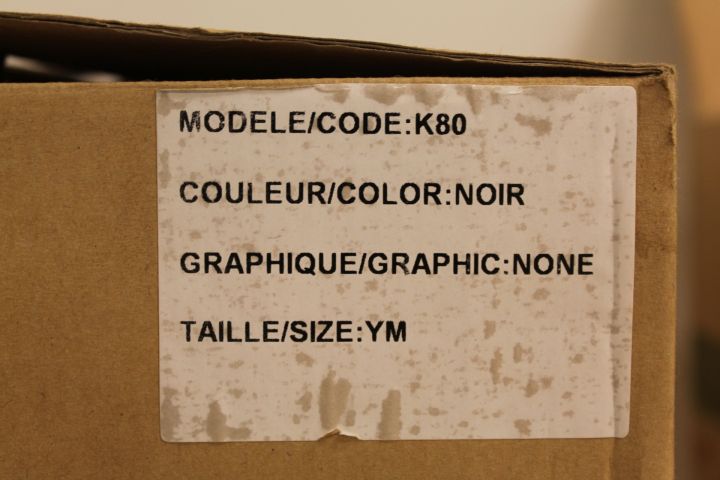 MODELE/CODE:K80
COULEUR/COLOR:NOIR
GRAPHIQUE/GRAPHIC:NONE
TAILLE/SIZE:YM